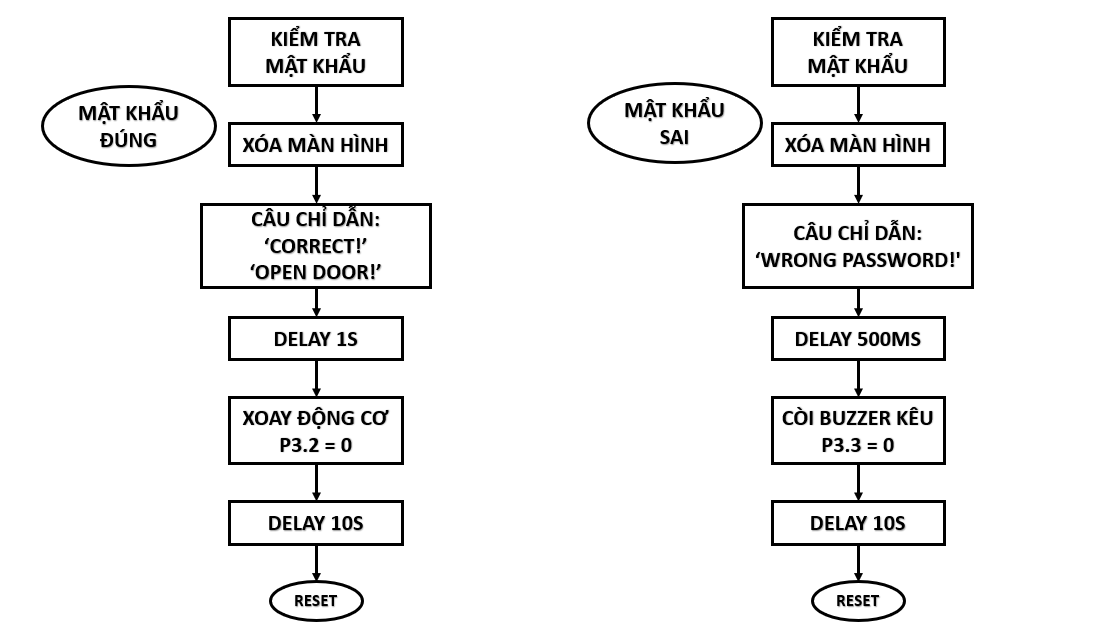 KIỂM TRA
MẬT KHẨU
MẬT KHẨU
ĐÚNG
XÓA MÀN HÌNH
CÂU CHỈ DẪN:
‘CORRECT!’
‘OPEN DOOR!’
DELAY 1S
XOAY ĐỘNG CƠ
P3.2 = 0
DELAY 10S
RESET
KIỂM TRA
MẬT KHẨU
MẬT KHẨU
SAI
XÓA MÀN HÌNH
CÂU CHỈ DẪN:
‘WRONG PASSWORD!'
DELAY 500MS
CÒI BUZZER KÊU
P3.3 = 0
DELAY 10S
RESET